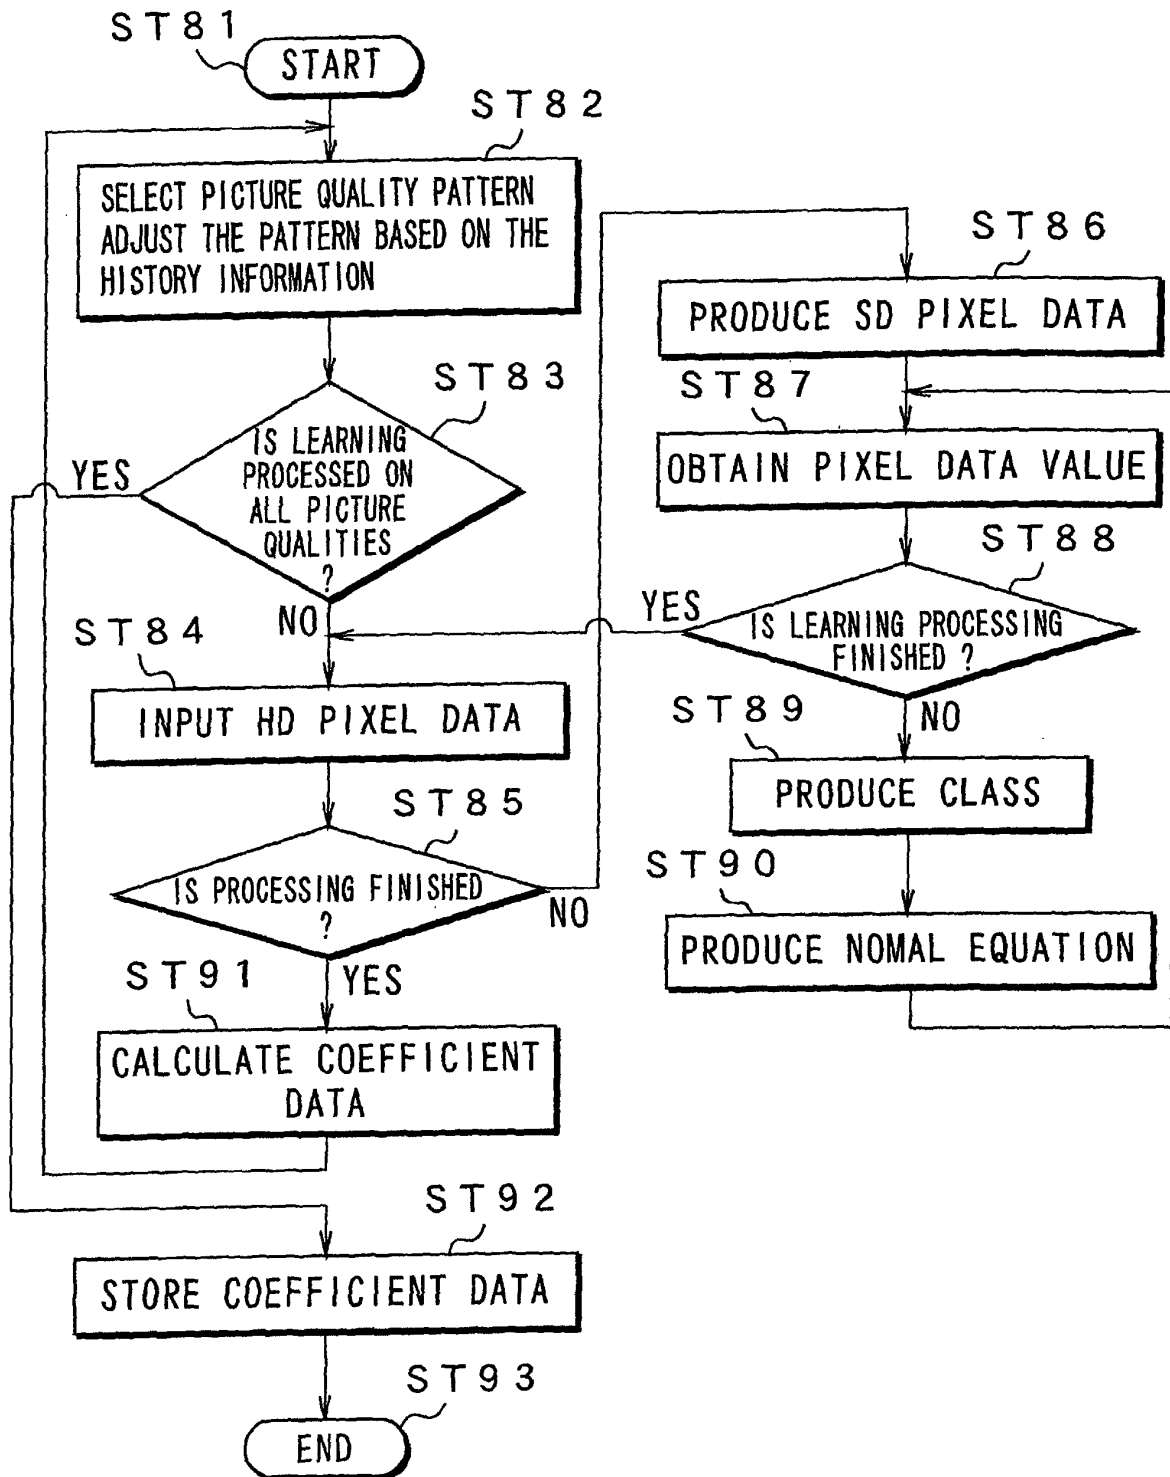 ST81
START
ST82
SELECT PICTURE QUALITY PATTERN
ADJUST THE PATTERN BASED ON THE
HISTORY INFORMATION
ST83
IS LEARNING
PROCESSED ON
ALL PICTURE
QUALITIES
?
YES
NO
ST84
INPUT HD PIXEL DATA
ST85
IS PROCESSING FINISHED
?
NO
YES
ST86
PRODUCE SD PIXEL DATA
ST87
OBTAIN PIXEL DATA VALUE
ST88
IS LEARNING PROCESSING
FINISHED ?
YES
NO
ST89
PRODUCE CLASS
ST90
PRODUCE NOMAL EQUATION
ST91
CALCULATE COEFFICIENT
DATA
ST92
STORE COEFFICIENT DATA
ST93
END